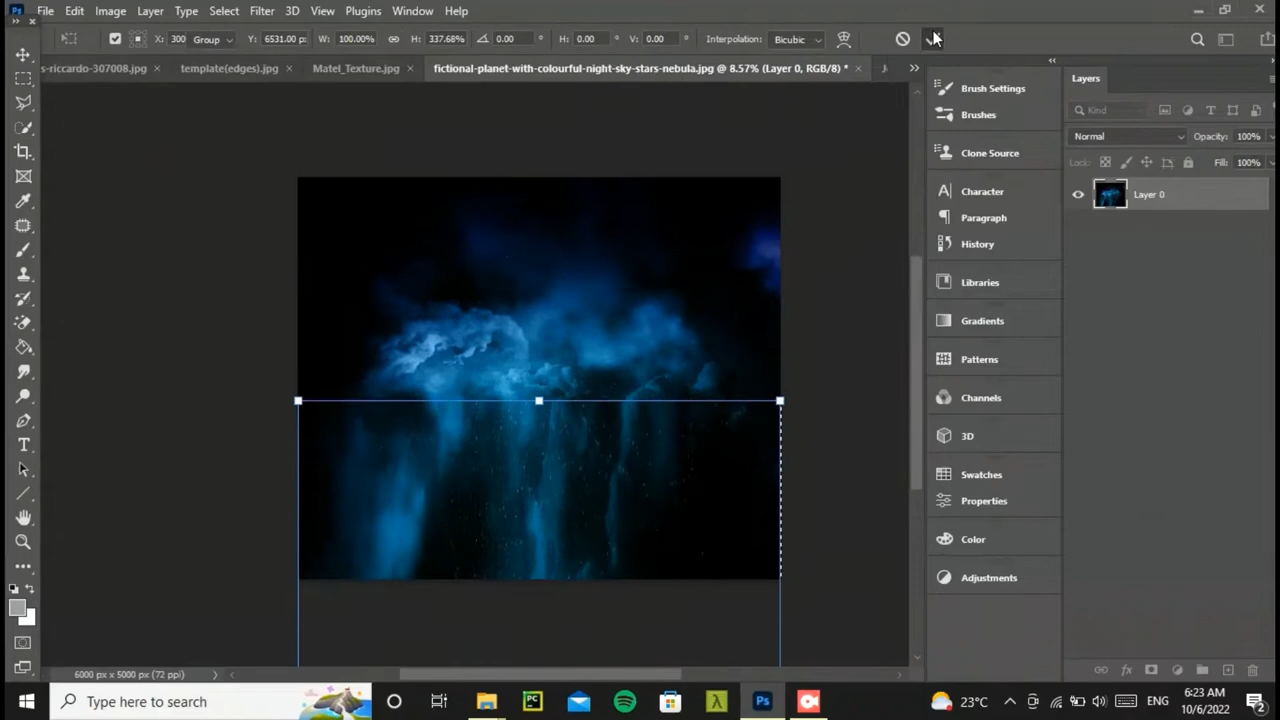 Ps File Edit Image Layer Type Select Filter 3D View Plugins Window Help
X: 300 Group Y: 6531.00 px W: 100.00% H: 337.68% 0.00 ° H: 0.00 ° V: 0.00 ° Interpolation: Bicubic
s-riccardo-307008.jpg × template(edges).jpg × Matel_Texture.jpg × fictional-planet-with-colourful-night-sky-stars-nebula.jpg @ 8.57% (Layer 0, RGB/8) * ×
Layers
Brush Settings
Brushes
Kind
Normal Opacity: 100%
Clone Source
Lock: Fill: 100%
Character
Layer 0
Paragraph
History
Libraries
Gradients
Patterns
Channels
3D
Swatches
Properties
Color
Adjustments
6000 px x 5000 px (72 ppi)
Type here to search
PC
Ps
23°C
ENG
6:23 AM
10/6/2022
2